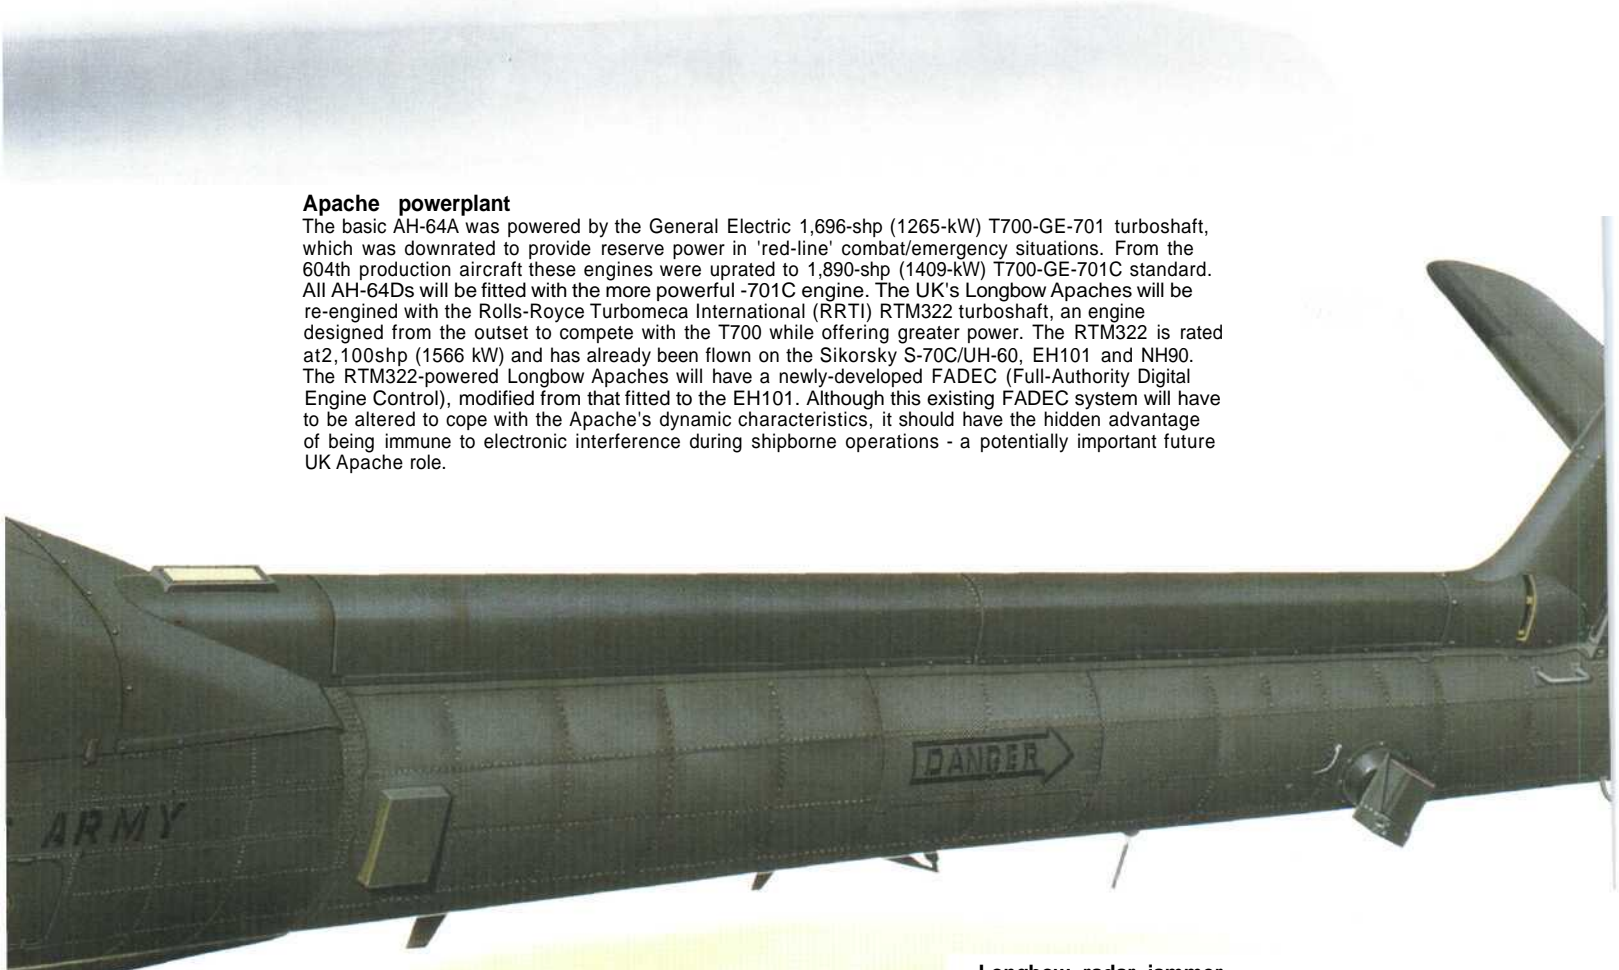 Apache powerplant
The basic AH-64A was powered by the General Electric 1,696-shp (1265-kW) T700-GE-701 turboshaft,
which was downrated to provide reserve power in 'red-line' combat/emergency situations. From the
604th production aircraft these engines were uprated to 1,890-shp (1409-kW) T700-GE-701C standard.
All AH-64Ds will be fitted with the more powerful -701C engine. The UK's Longbow Apaches will be
re-engined with the Rolls-Royce Turbomeca International (RRTI) RTM322 turboshaft, an engine
designed from the outset to compete with the T700 while offering greater power. The RTM322 is rated
at2,100shp (1566 kW) and has already been flown on the Sikorsky S-70C/UH-60, EH101 and NH90.
The RTM322-powered Longbow Apaches will have a newly-developed FADEC (Full-Authority Digital
Engine Control), modified from that fitted to the EH101. Although this existing FADEC system will have
to be altered to cope with the Apache's dynamic characteristics, it should have the hidden advantage
of being immune to electronic interference during shipborne operations - a potentially important future
UK Apache role.
DANGER
ARMY
Longbow radar jammer